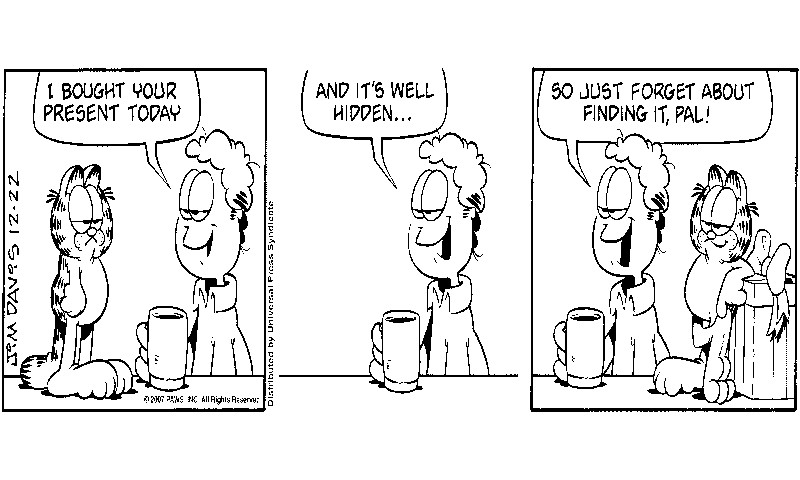 I BOUGHT YOUR
PRESENT TODAY
JIM DAVIS 12-22
© 2007 PAWS, INC. All Rights Reserved.
Distributed by Universal Press Syndicate
AND IT'S WELL
HIDDEN...
SO JUST FORGET ABOUT
FINDING IT, PAL!